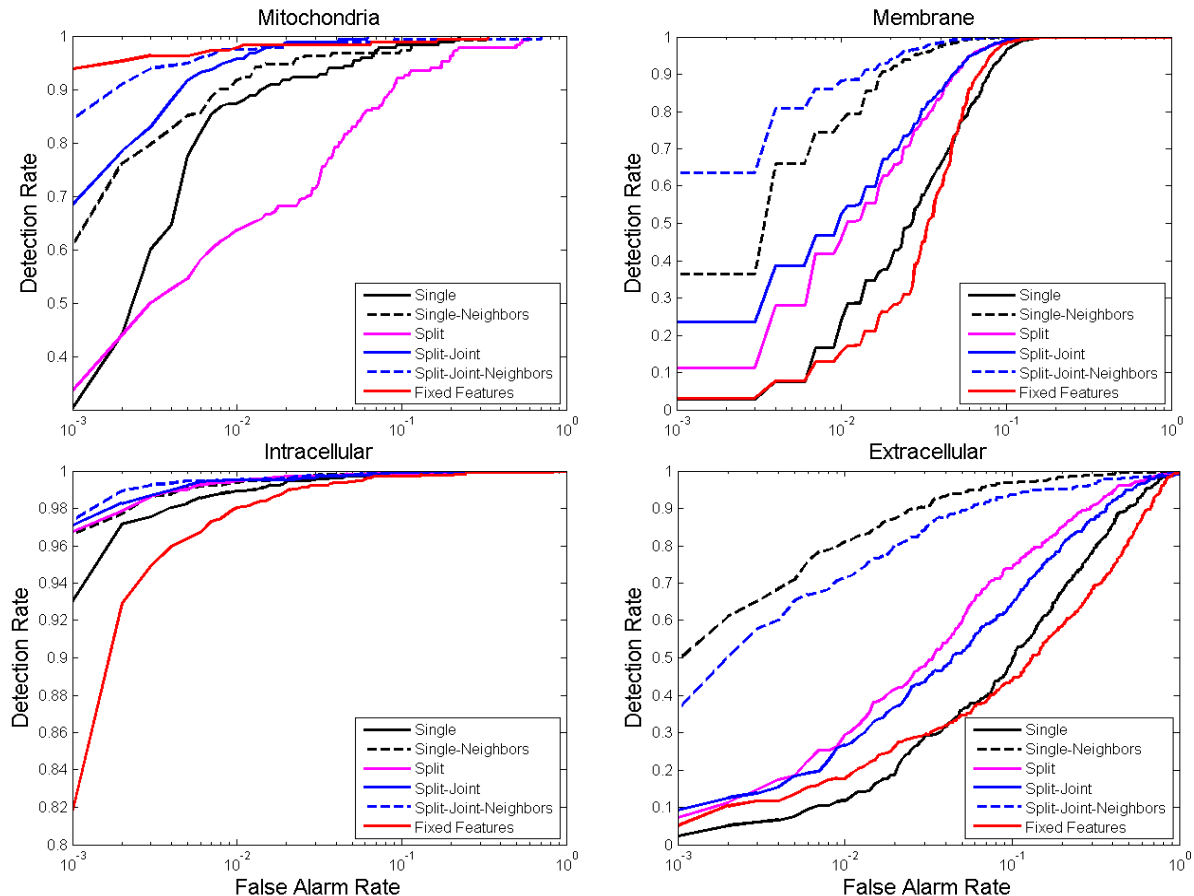 Mitochondria
Detection Rate
1
0.9
0.8
0.7
0.6
0.5
0.4
10^-3
10^-2
10^-1
10^0
Single
Single-Neighbors
Split
Split-Joint
Split-Joint-Neighbors
Fixed Features
Membrane
Detection Rate
1
0.9
0.8
0.7
0.6
0.5
0.4
0.3
0.2
0.1
0
10^-3
10^-2
10^-1
10^0
Single
Single-Neighbors
Split
Split-Joint
Split-Joint-Neighbors
Fixed Features
Intracellular
Detection Rate
1
0.98
0.96
0.94
0.92
0.9
0.88
0.86
0.84
0.82
0.8
10^-3
10^-2
10^-1
10^0
False Alarm Rate
Single
Single-Neighbors
Split
Split-Joint
Split-Joint-Neighbors
Fixed Features
Extracellular
Detection Rate
1
0.9
0.8
0.7
0.6
0.5
0.4
0.3
0.2
0.1
0
10^-3
10^-2
10^-1
10^0
False Alarm Rate
Single
Single-Neighbors
Split
Split-Joint
Split-Joint-Neighbors
Fixed Features